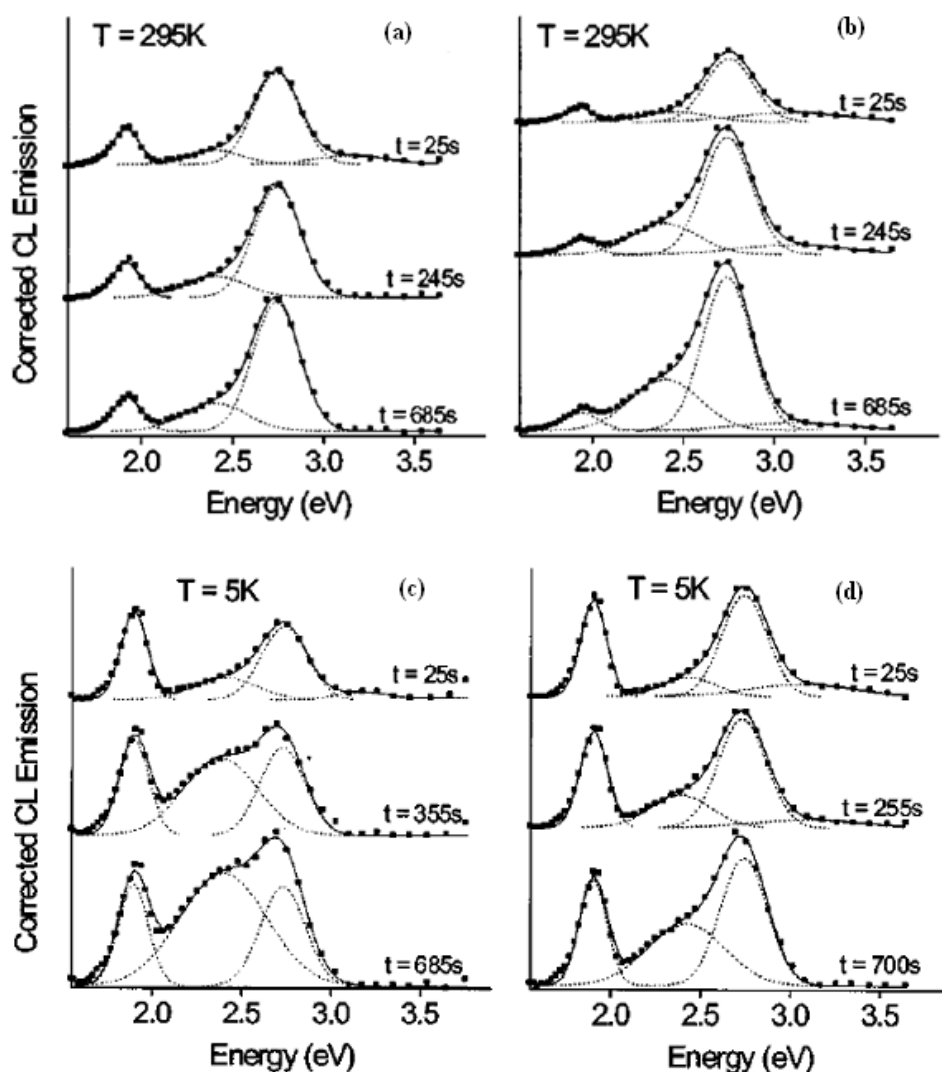 T = 295K
(a)
t = 25s
t = 245s
t = 685s
2.0 2.5 3.0 3.5
Energy (eV)
Corrected CL Emission
T = 295K
(b)
t = 25s
t = 245s
t = 685s
2.0 2.5 3.0 3.5
Energy (eV)
T = 5K
(c)
t = 25s
t = 355s
t = 685s
2.0 2.5 3.0 3.5
Energy (eV)
Corrected CL Emission
T = 5K
(d)
t = 25s
t = 255s
t = 700s
2.0 2.5 3.0 3.5
Energy (eV)